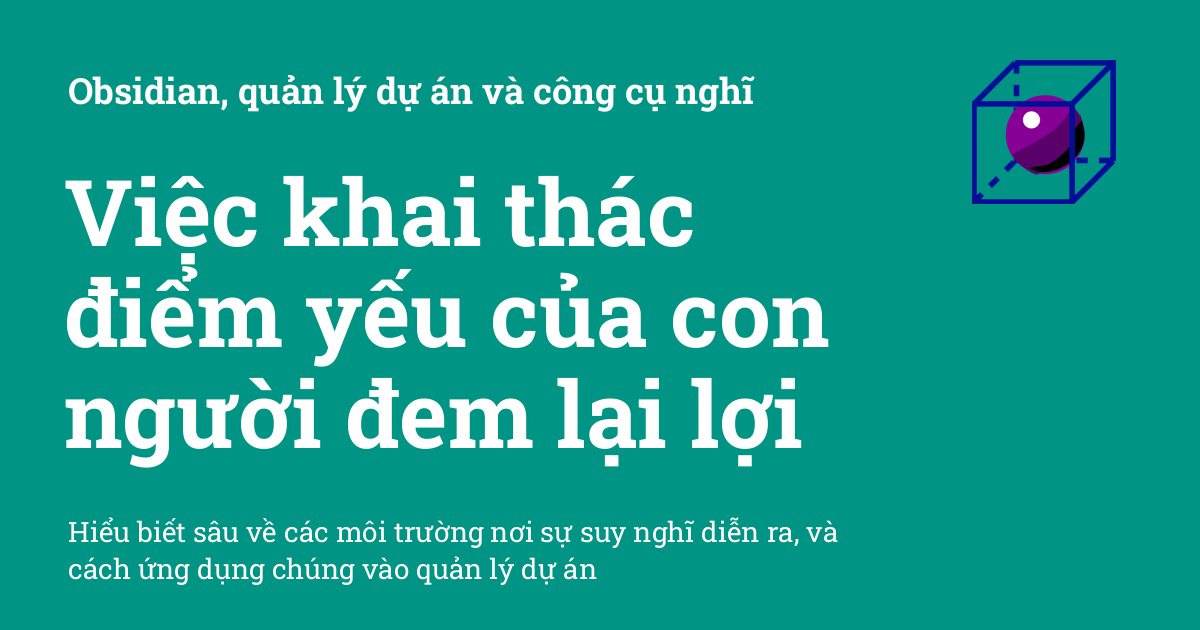 Obsidian, quản lý dự án và công cụ nghĩ
Việc khai thác
điểm yếu của con
người đem lại lợi
Hiểu biết sâu về các môi trường nơi sự suy nghĩ diễn ra, và
cách ứng dụng chúng vào quản lý dự án